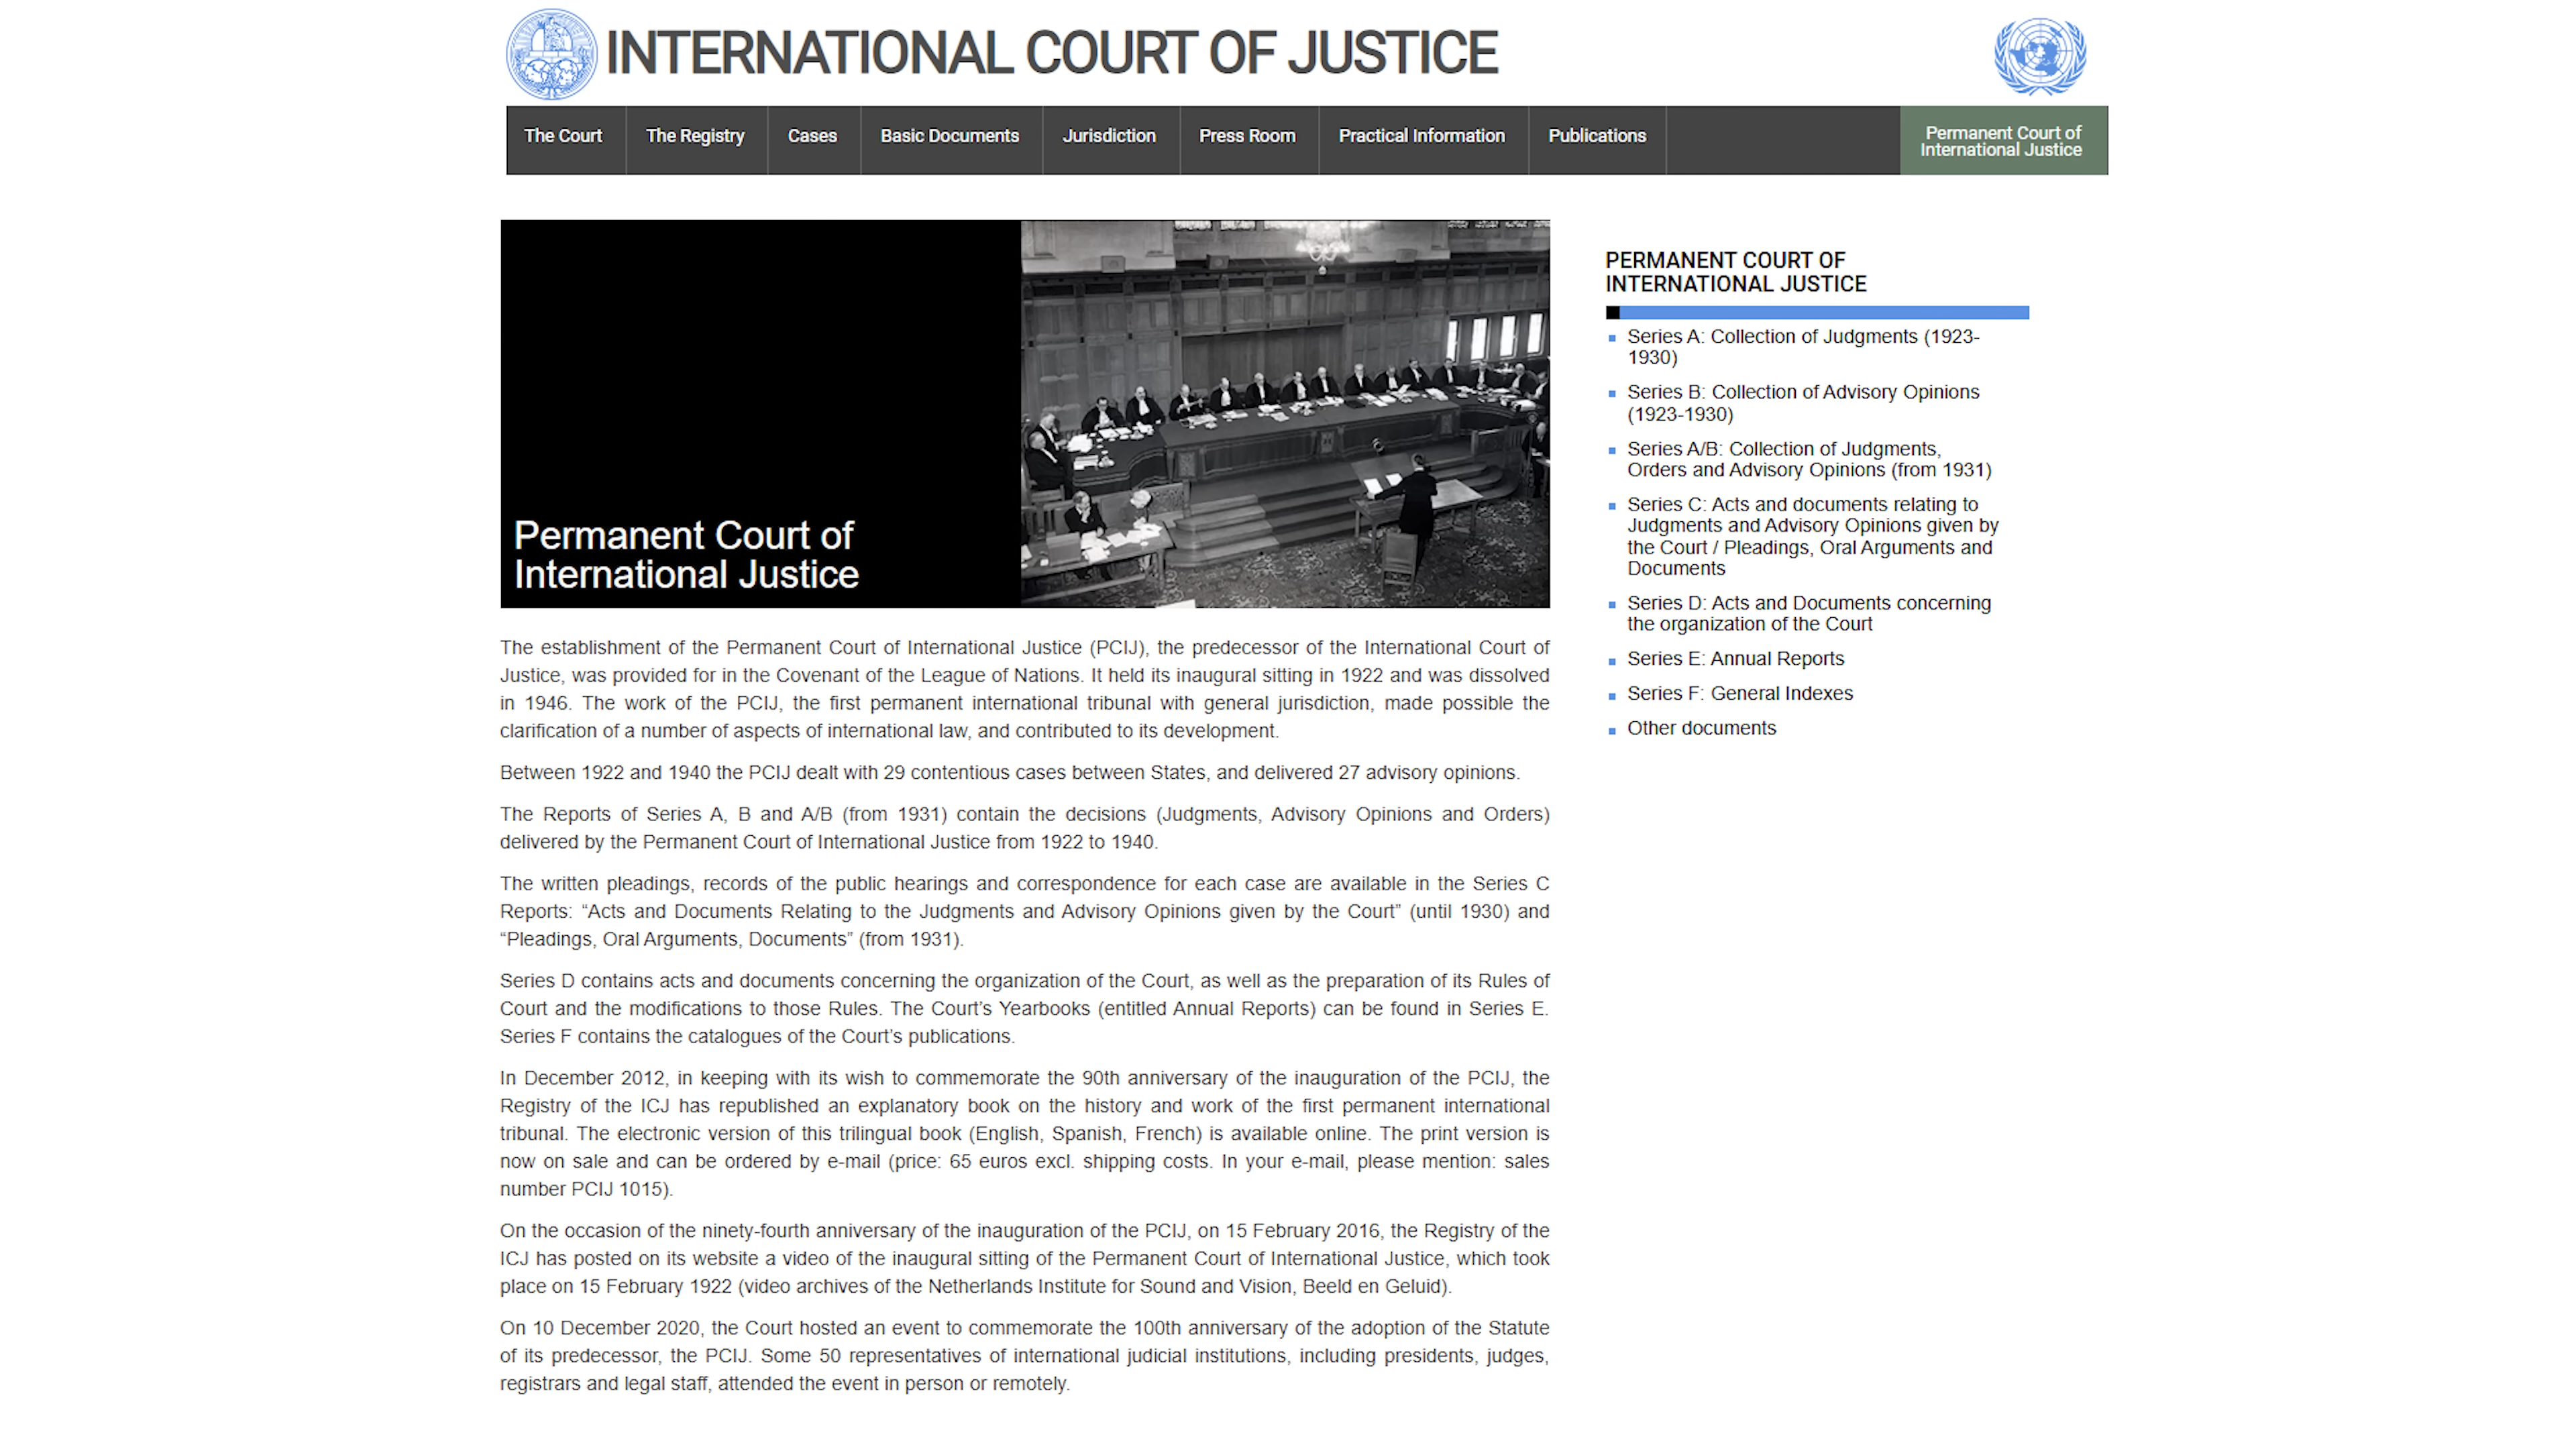 INTERNATIONAL COURT OF JUSTICE
The Court
The Registry
Cases
Basic Documents
Jurisdiction
Press Room
Practical Information
Publications
Permanent Court of
International Justice
Permanent Court of
International Justice
The establishment of the Permanent Court of International Justice (PCIJ), the predecessor of the International Court of
Justice, was provided for in the Covenant of the League of Nations. It held its inaugural sitting in 1922 and was dissolved
in 1946. The work of the PCIJ, the first permanent international tribunal with general jurisdiction, made possible the
clarification of a number of aspects of international law, and contributed to its development.
Between 1922 and 1940 the PCIJ dealt with 29 contentious cases between States, and delivered 27 advisory opinions.
The Reports of Series A, B and A/B (from 1931) contain the decisions (Judgments, Advisory Opinions and Orders)
delivered by the Permanent Court of International Justice from 1922 to 1940.
The written pleadings, records of the public hearings and correspondence for each case are available in the Series C
Reports: “Acts and Documents Relating to the Judgments and Advisory Opinions given by the Court” (until 1930) and
“Pleadings, Oral Arguments, Documents” (from 1931).
Series D contains acts and documents concerning the organization of the Court, as well as the preparation of its Rules of
Court and the modifications to those Rules. The Court’s Yearbooks (entitled Annual Reports) can be found in Series E.
Series F contains the catalogues of the Court’s publications.
In December 2012, in keeping with its wish to commemorate the 90th anniversary of the inauguration of the PCIJ, the
Registry of the ICJ has republished an explanatory book on the history and work of the first permanent international
tribunal. The electronic version of this trilingual book (English, Spanish, French) is available online. The print version is
now on sale and can be ordered by e-mail (price: 65 euros excl. shipping costs. In your e-mail, please mention: sales
number PCIJ 1015).
On the occasion of the ninety-fourth anniversary of the inauguration of the PCIJ, on 15 February 2016, the Registry of the
ICJ has posted on its website a video of the inaugural sitting of the Permanent Court of International Justice, which took
place on 15 February 1922 (video archives of the Netherlands Institute for Sound and Vision, Beeld en Geluid).
On 10 December 2020, the Court hosted an event to commemorate the 100th anniversary of the adoption of the Statute
of its predecessor, the PCIJ. Some 50 representatives of international judicial institutions, including presidents, judges,
registrars and legal staff, attended the event in person or remotely.
PERMANENT COURT OF
INTERNATIONAL JUSTICE
Series A: Collection of Judgments (1923-
1930)
Series B: Collection of Advisory Opinions
(1923-1930)
Series A/B: Collection of Judgments,
Orders and Advisory Opinions (from 1931)
Series C: Acts and documents relating to
Judgments and Advisory Opinions given by
the Court / Pleadings, Oral Arguments and
Documents
Series D: Acts and Documents concerning
the organization of the Court
Series E: Annual Reports
Series F: General Indexes
Other documents